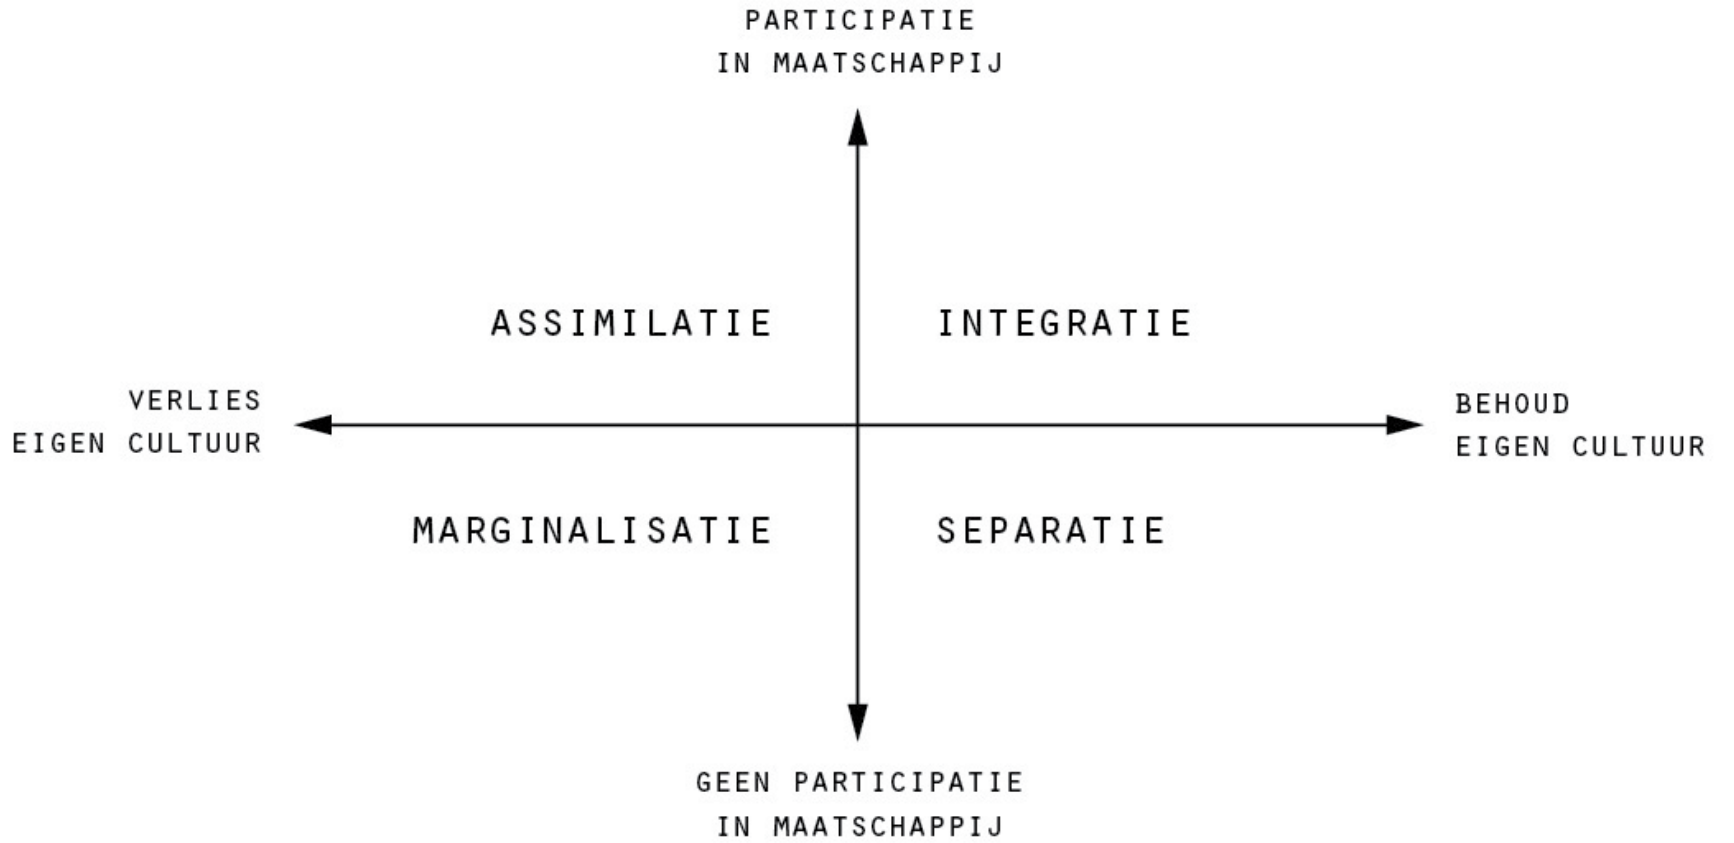 PARTICIPATIE
IN MAATSCHAPPIJ
ASSIMILATIE
INTEGRATIE
VERLIES
EIGEN CULTUUR
BEHOUD
EIGEN CULTUUR
MARGINALISATIE
SEPARATIE
GEEN PARTICIPATIE
IN MAATSCHAPPIJ